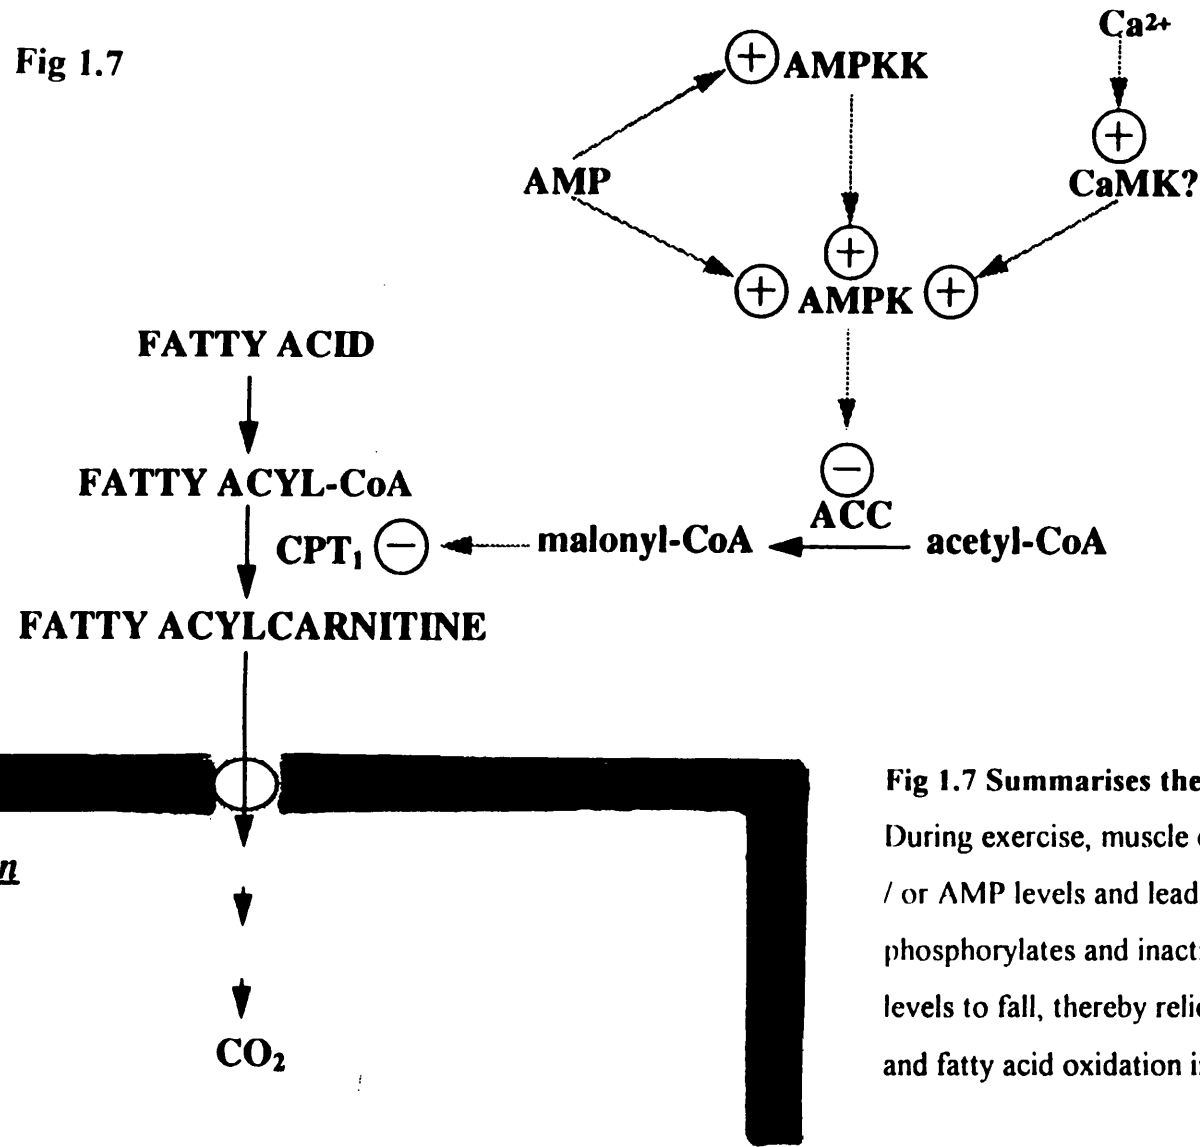 Fig 1.7
Ca²⁺
⊕ AMPKK
⊕
AMP
CaMK?
⊕
⊕ AMPK ⊕
FATTY ACID
⊖
FATTY ACYL-CoA
ACC
CPT₁ ⊖ malonyl-CoA acetyl-CoA
FATTY ACYLCARNITINE
CO₂
Fig 1.7 Summarises the
During exercise, muscle
/ or AMP levels and lead
phosphorylates and inact
levels to fall, thereby reli
and fatty acid oxidation